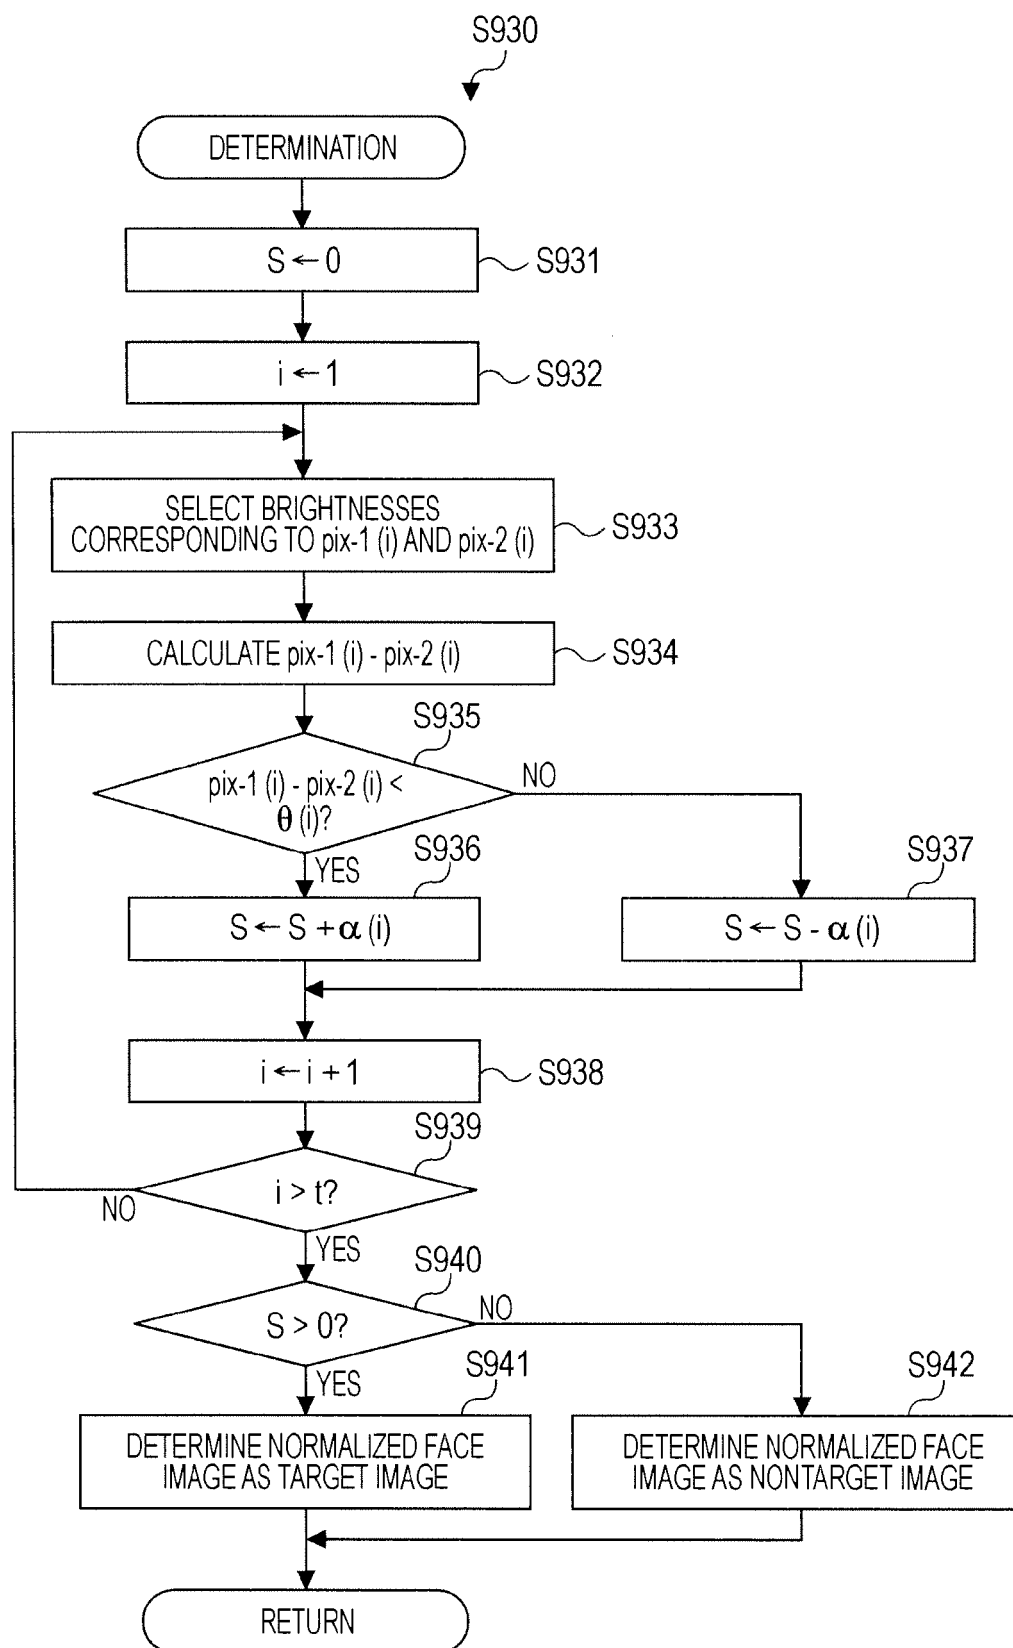 S930
DETERMINATION
S ← 0
S931
i ← 1
S932
SELECT BRIGHTNESSES
CORRESPONDING TO pix-1 (i) AND pix-2 (i)
S933
CALCULATE pix-1 (i) - pix-2 (i)
S934
S935
pix-1 (i) - pix-2 (i) <
θ (i)?
NO
YES
S936
S937
S ← S + α (i)
S ← S - α (i)
i ← i + 1
S938
S939
i > t?
NO
YES
S940
S > 0?
NO
YES
S941
S942
DETERMINE NORMALIZED FACE
IMAGE AS TARGET IMAGE
DETERMINE NORMALIZED FACE
IMAGE AS NONTARGET IMAGE
RETURN